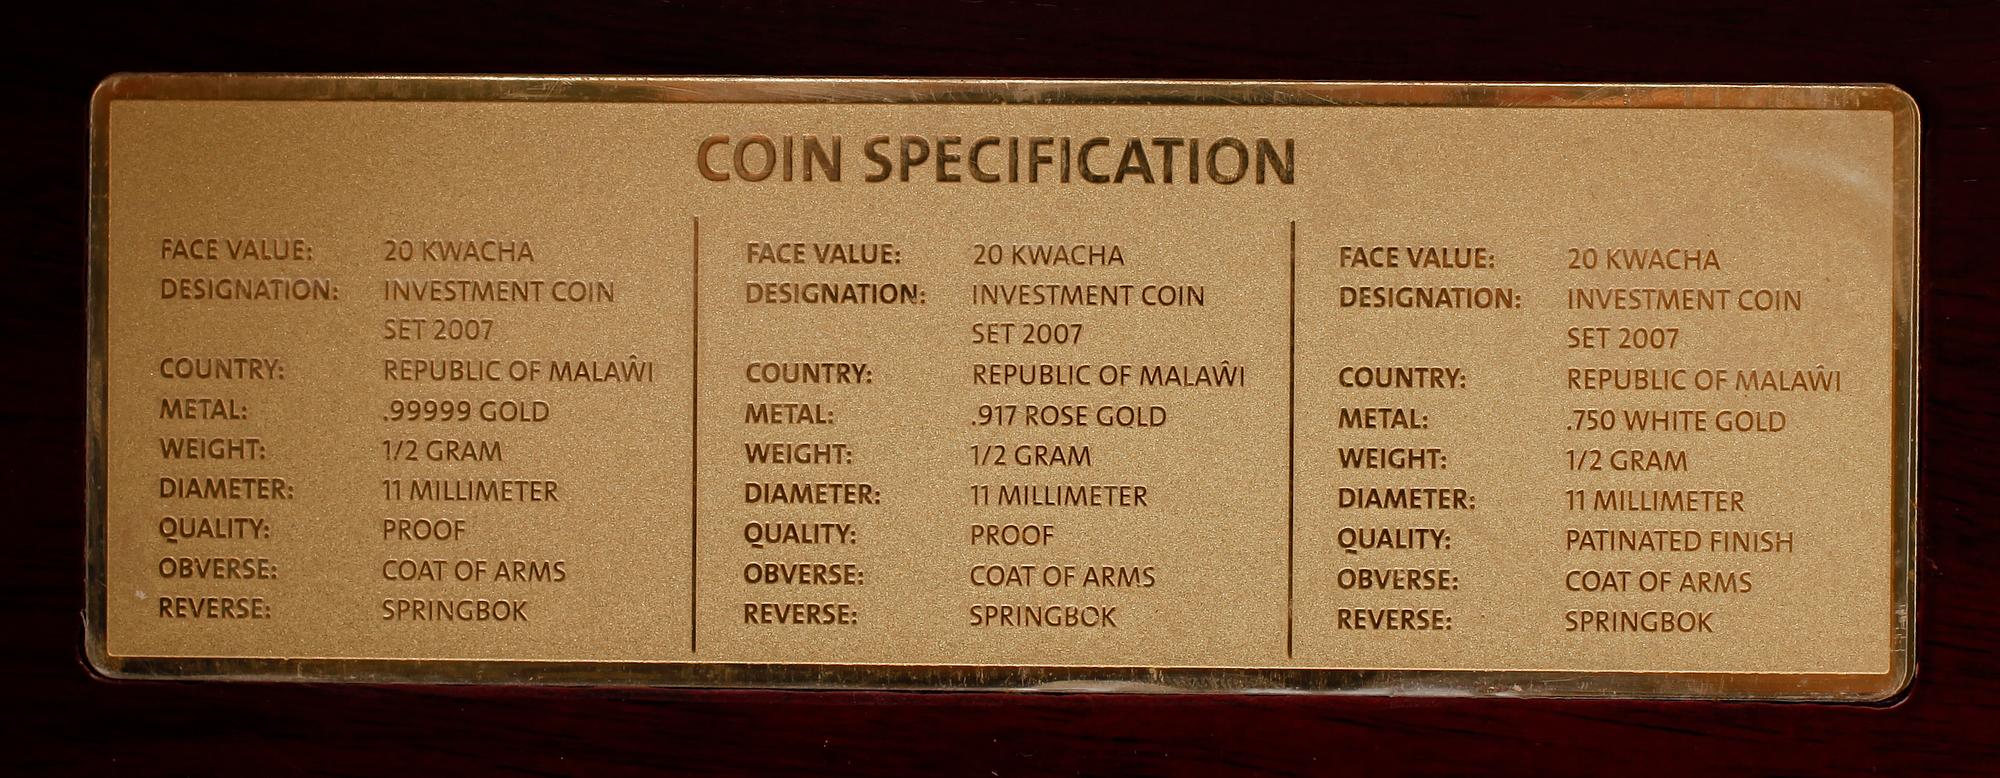 COIN SPECIFICATION
FACE VALUE: 20 KWACHA
DESIGNATION: INVESTMENT COIN
SET 2007
COUNTRY: REPUBLIC OF MALAŴI
METAL: .99999 GOLD
WEIGHT: 1/2 GRAM
DIAMETER: 11 MILLIMETER
QUALITY: PROOF
OBVERSE: COAT OF ARMS
REVERSE: SPRINGBOK
FACE VALUE: 20 KWACHA
DESIGNATION: INVESTMENT COIN
SET 2007
COUNTRY: REPUBLIC OF MALAŴI
METAL: .917 ROSE GOLD
WEIGHT: 1/2 GRAM
DIAMETER: 11 MILLIMETER
QUALITY: PROOF
OBVERSE: COAT OF ARMS
REVERSE: SPRINGBOK
FACE VALUE: 20 KWACHA
DESIGNATION: INVESTMENT COIN
SET 2007
COUNTRY: REPUBLIC OF MALAŴI
METAL: .750 WHITE GOLD
WEIGHT: 1/2 GRAM
DIAMETER: 11 MILLIMETER
QUALITY: PATINATED FINISH
OBVERSE: COAT OF ARMS
REVERSE: SPRINGBOK